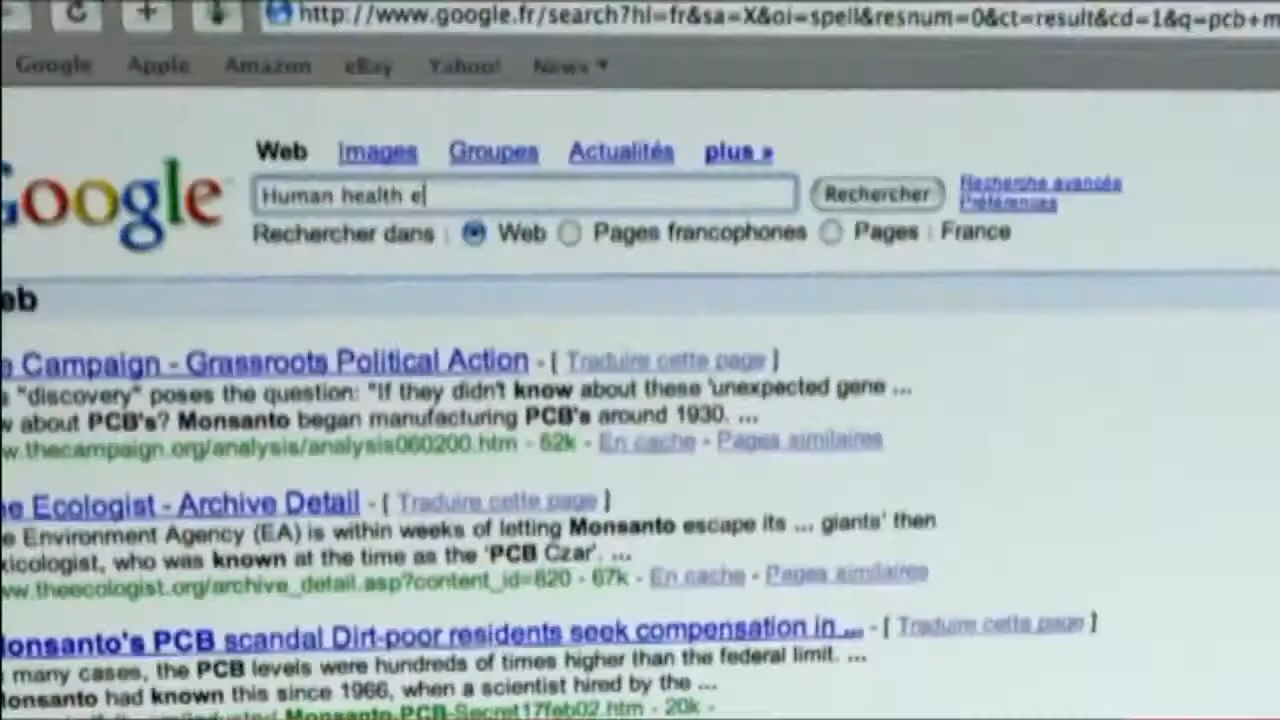 http://www.google.fr/search?hl=fr&sa=X&oi=spell&resnum=0&ct=result&cd=1&q=pcb+m
Google Apple Amazon eBay Yahoo! News
Web Images Groupes Actualités plus »
Google
Human health e
Rechercher
Recherche avancée
Préférences
Rechercher dans : Web Pages francophones Pages : France
eb
e Campaign - Grassroots Political Action - [ Traduire cette page ]
"discovery" poses the question: "If they didn't know about these 'unexpected gene ...
w about PCB's? Monsanto began manufacturing PCB's around 1930. ...
w.thecampaign.org/analysis/analysis060200.htm - 62k - En cache - Pages similaires
e Ecologist - Archive Detail - [ Traduire cette page ]
e Environment Agency (EA) is within weeks of letting Monsanto escape its ... giants' then
xicologist, who was known at the time as the 'PCB Czar'. ...
ww.theecologist.org/archive_detail.asp?content_id=820 - 67k - En cache - Pages similaires
onsanto's PCB scandal Dirt-poor residents seek compensation in ... - [ Traduire cette page ]
many cases, the PCB levels were hundreds of times higher than the federal limit. ...
onsanto had known this since 1966, when a scientist hired by the ...
Monsanto-PCB-Secret17feb02.htm - 20k -